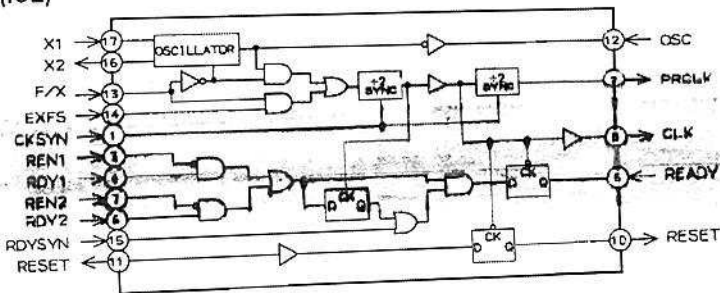 X1 17
X2 16
OSCILLATOR
12 OSC
F/X 13
EXFS 14
CKSYN 1
÷2 SYNC
÷2 SYNC
PRCLK
8 CLK
REN1 3
RDY1 4
REN2 7
RDY2 6
RDYSYN 15
RESET 11
CK
D Q
CK
D Q
5 READY
CK
D Q
10 RESET